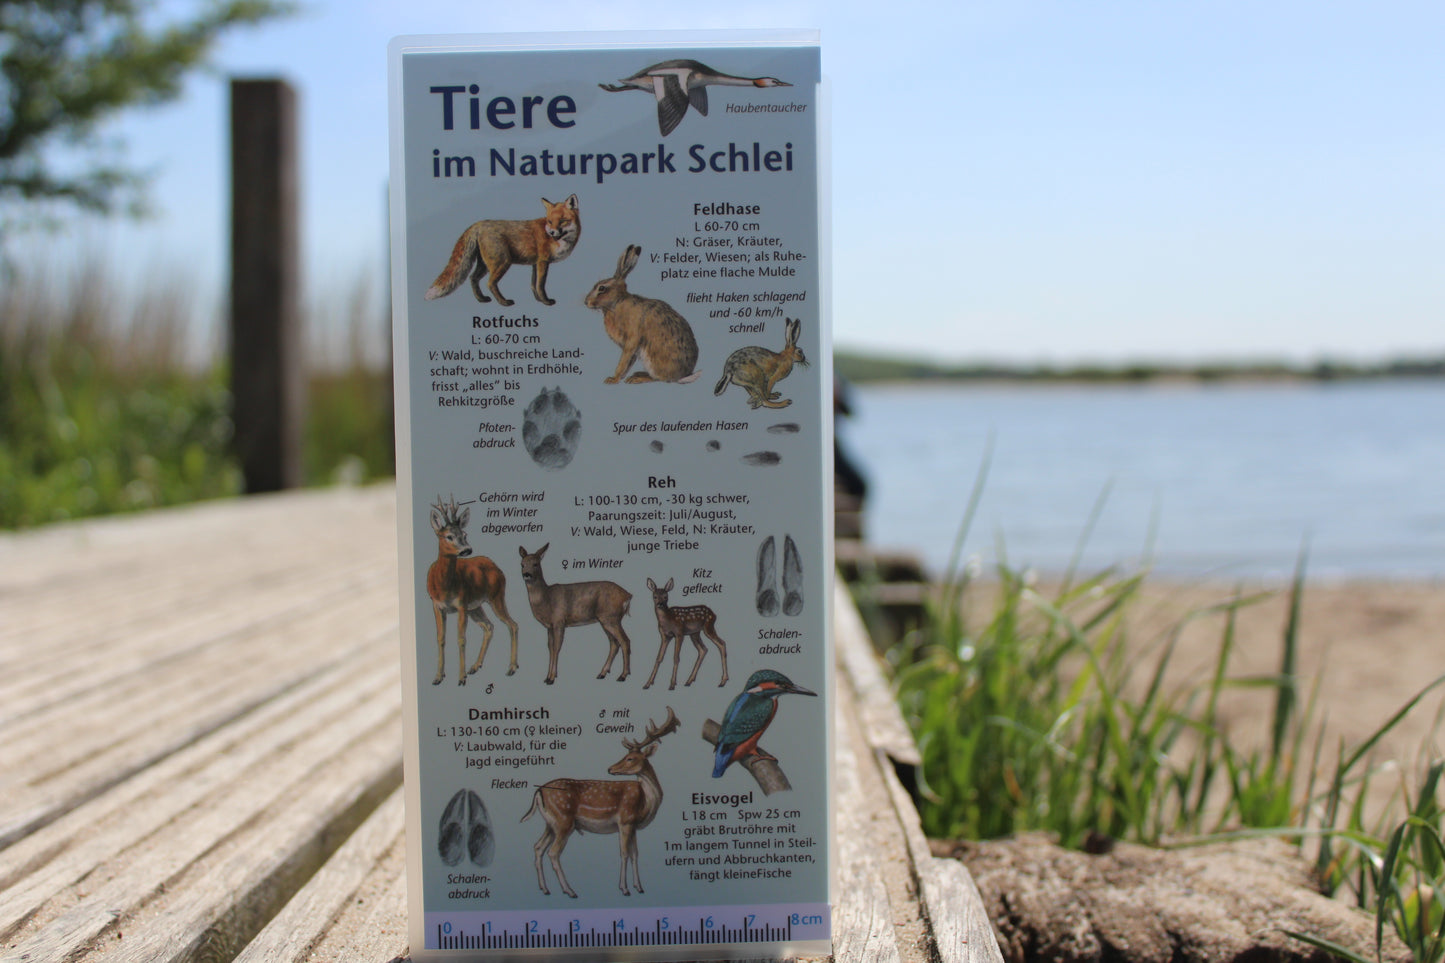 Tiere
Haubentaucher
im Naturpark Schlei
Feldhase
L 60-70 cm
N: Gräser, Kräuter,
V: Felder, Wiesen; als Ruhe-
platz eine flache Mulde
flieht Haken schlagend
und -60 km/h
schnell
Rotfuchs
L: 60-70 cm
V: Wald, buschreiche Land-
schaft; wohnt in Erdhöhle,
frisst „alles" bis
Rehkitzgröße
Pfoten-
abdruck
Spur des laufenden Hasen
Reh
L: 100-130 cm, -30 kg schwer,
Paarungszeit: Juli/August,
V: Wald, Wiese, Feld, N: Kräuter,
junge Triebe
Gehörn wird
im Winter
abgeworfen
♀ im Winter
Kitz
gefleckt
Schalen-
abdruck
♂
Damhirsch
L: 130-160 cm (♀ kleiner)
V: Laubwald, für die
Jagd eingeführt
♂ mit
Geweih
Flecken
Schalen-
abdruck
Eisvogel
L 18 cm Spw 25 cm
gräbt Brutröhre mit
1m langem Tunnel in Steil-
ufern und Abbruchkanten,
fängt kleineFische
0 1 2 3 4 5 6 7 8 cm